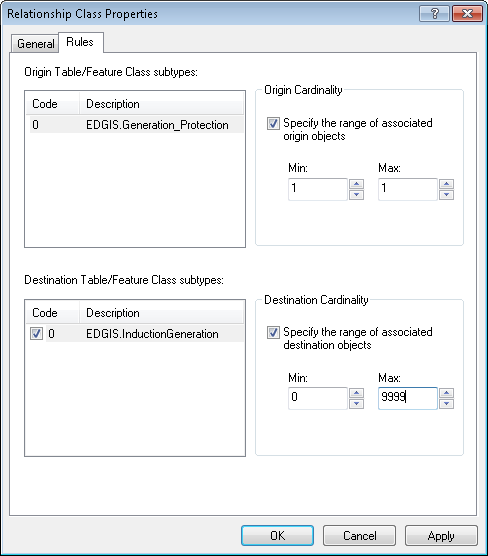 Relationship Class Properties
General Rules
Origin Table/Feature Class subtypes:
Code Description
0 EDGIS.Generation_Protection
Origin Cardinality
Specify the range of associated
origin objects
Min: Max:
1 1
Destination Table/Feature Class subtypes:
Code Description
0 EDGIS.InductionGeneration
Destination Cardinality
Specify the range of associated
destination objects
Min: Max:
0 9999
OK Cancel Apply